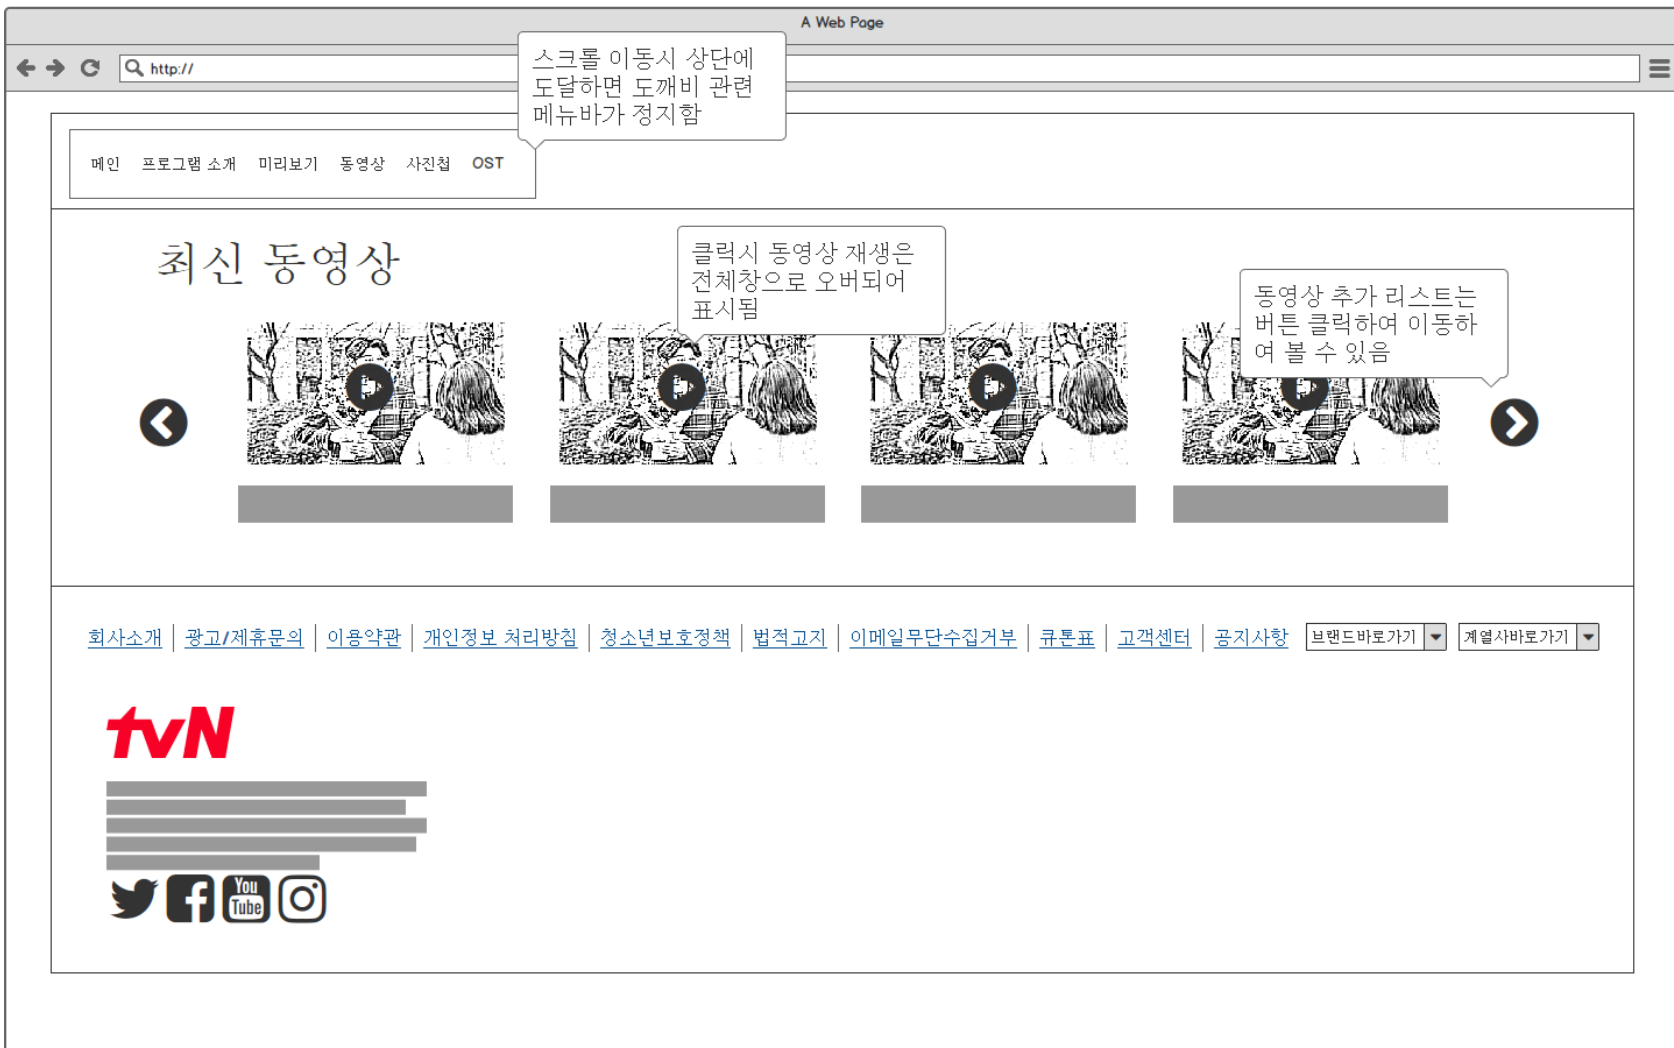 A Web Page
http://
스크롤 이동시 상단에
도달하면 도깨비 관련
메뉴바가 정지함
메인 프로그램 소개 미리보기 동영상 사진첩 OST
최신 동영상
클릭시 동영상 재생은
전체창으로 오버되어
표시됨
동영상 추가 리스트는
버튼 클릭하여 이동하
여 볼 수 있음
회사소개 | 광고/제휴문의 | 이용약관 | 개인정보 처리방침 | 청소년보호정책 | 법적고지 | 이메일무단수집거부 | 큐톤표 | 고객센터 | 공지사항 브랜드바로가기 계열사바로가기
tvN
You
Tube